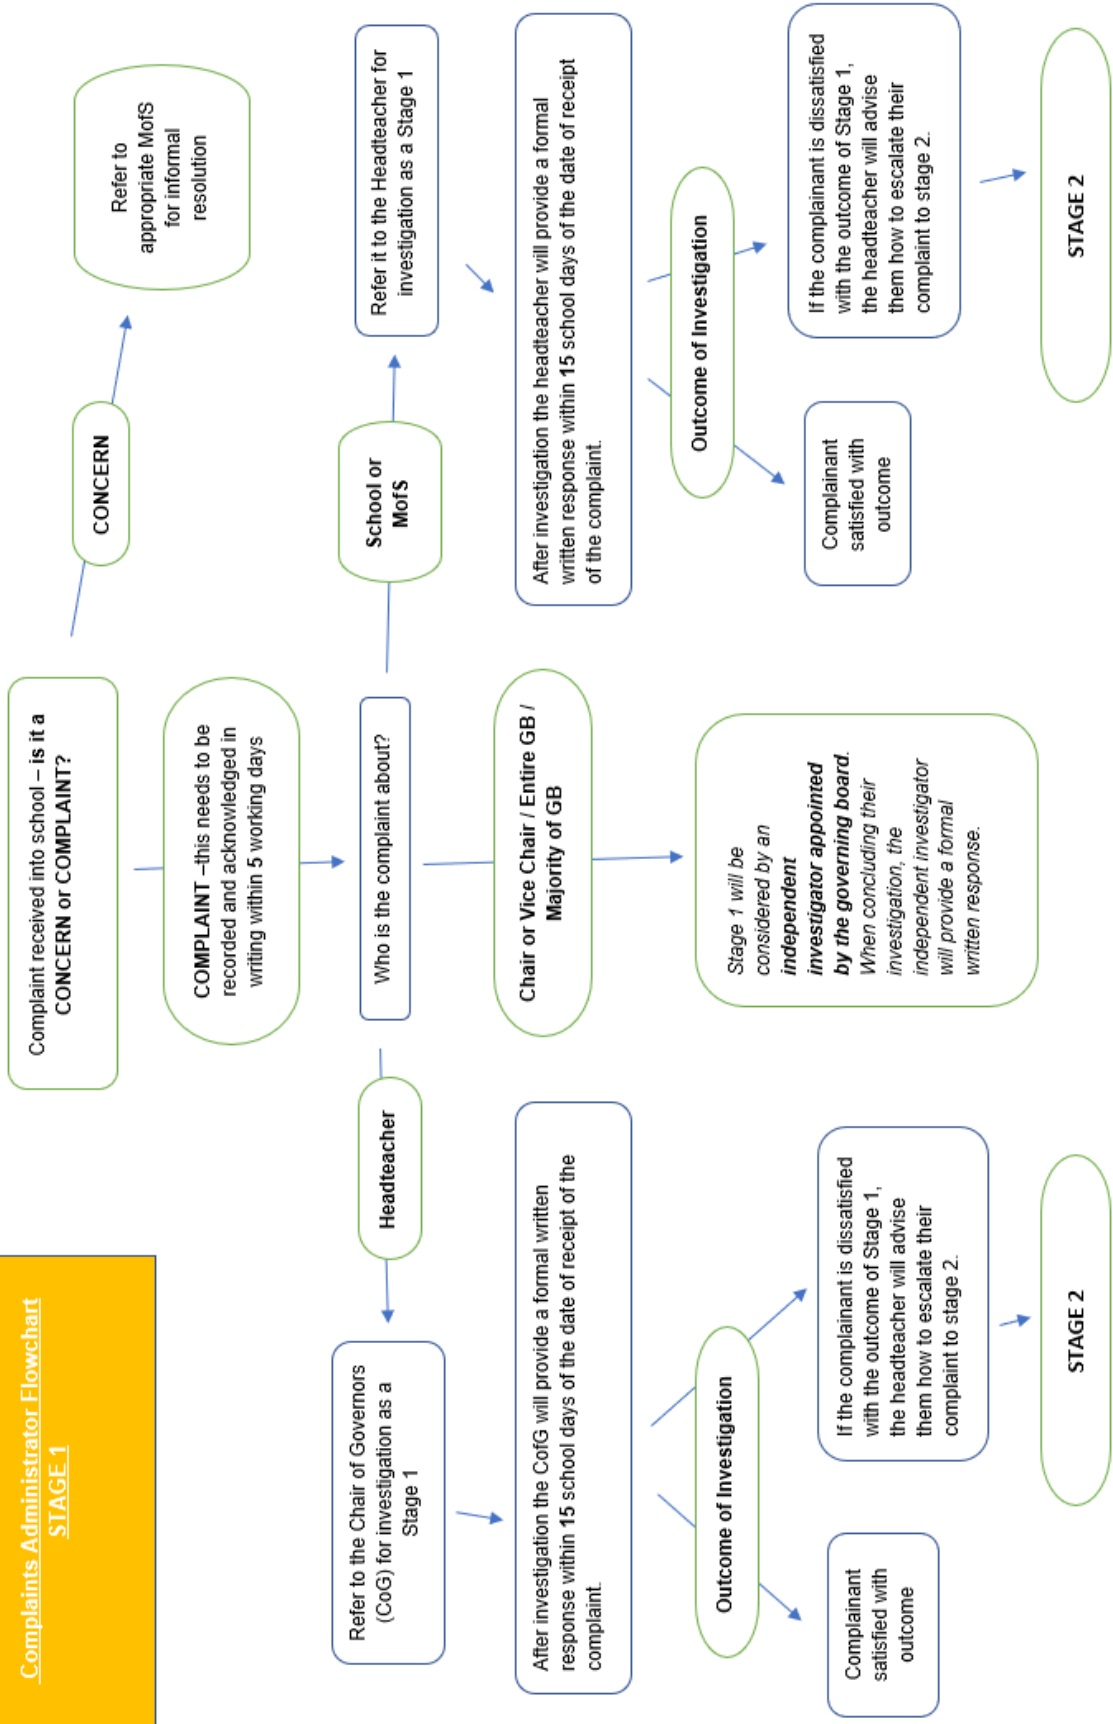 Complaints Administrator Flowchart
STAGE 1
Complaint received into school – is it a
CONCERN or COMPLAINT?
CONCERN
Refer to
appropriate MofS
for informal
resolution
COMPLAINT –this needs to be
recorded and acknowledged in
writing within 5 working days
Who is the complaint about?
Headteacher
Refer to the Chair of Governors
(CoG) for investigation as a
Stage 1
After investigation the CofG will provide a formal written
response within 15 school days of the date of receipt of the
complaint.
Outcome of Investigation
Complainant
satisfied with
outcome
If the complainant is dissatisfied
with the outcome of Stage 1,
the headteacher will advise
them how to escalate their
complaint to stage 2.
STAGE 2
Chair or Vice Chair / Entire GB /
Majority of GB
Stage 1 will be
considered by an
independent
investigator appointed
by the governing board.
When concluding their
investigation, the
independent investigator
will provide a formal
written response.
School or
MofS
Refer it to the Headteacher for
investigation as a Stage 1
After investigation the headteacher will provide a formal
written response within 15 school days of the date of receipt
of the complaint.
Outcome of Investigation
Complainant
satisfied with
outcome
If the complainant is dissatisfied
with the outcome of Stage 1,
the headteacher will advise
them how to escalate their
complaint to stage 2.
STAGE 2